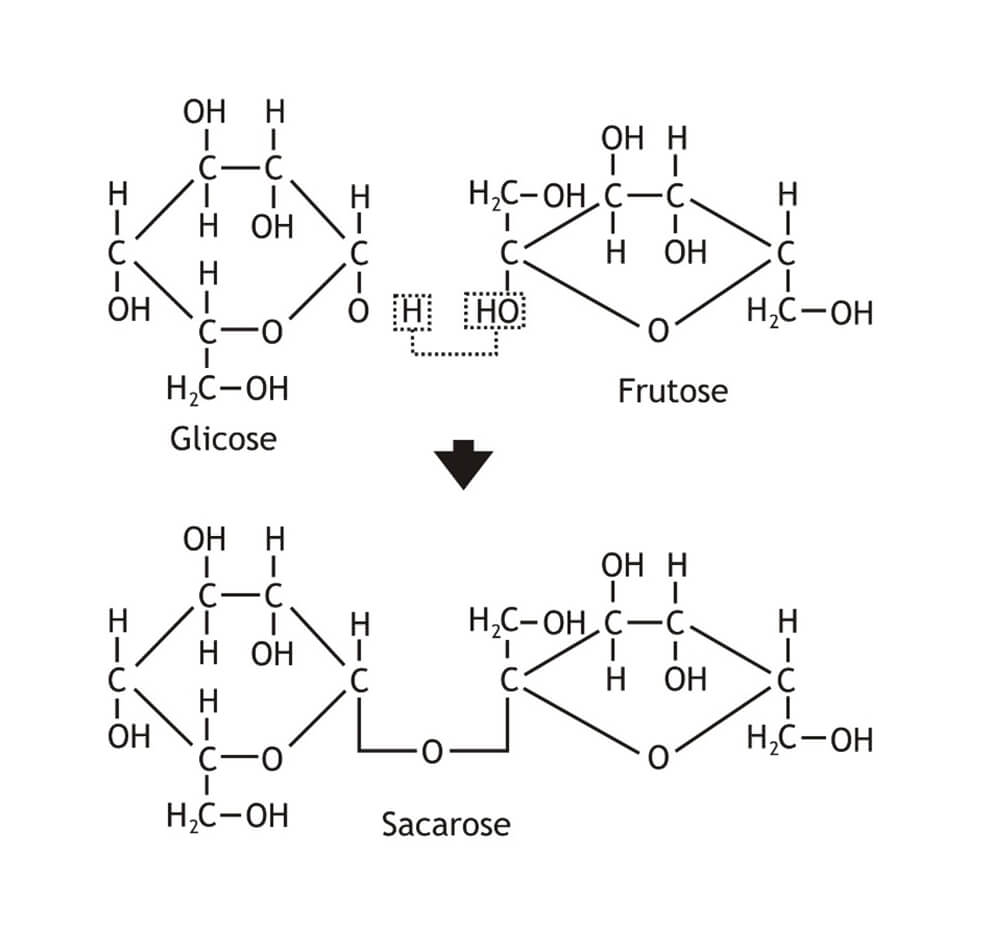 OH H
OH H
H C—C H H₂C—OH C—C H
H OH H OH
C H C C C
OH O H HO H₂C—OH
C—O O
H₂C—OH Frutose
Glicose
OH H
OH H
H C—C H H₂C—OH C—C H
H OH H OH
C H C C C
OH H₂C—OH
C—O O O
H₂C—OH Sacarose